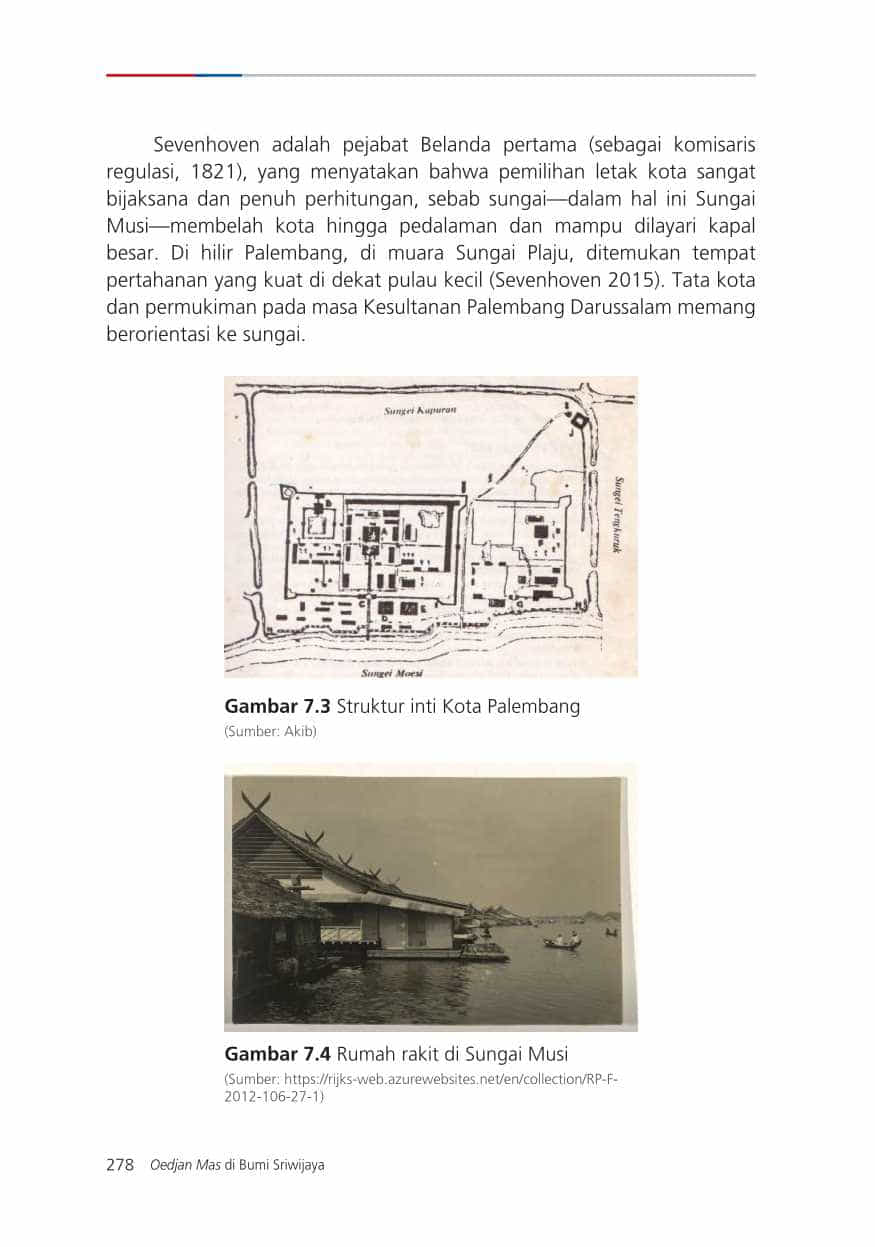 Sevenhoven adalah pejabat Belanda pertama (sebagai komisaris
regulasi, 1821), yang menyatakan bahwa pemilihan letak kota sangat
bijaksana dan penuh perhitungan, sebab sungai—dalam hal ini Sungai
Musi—membelah kota hingga pedalaman dan mampu dilayari kapal
besar. Di hilir Palembang, di muara Sungai Plaju, ditemukan tempat
pertahanan yang kuat di dekat pulau kecil (Sevenhoven 2015). Tata kota
dan permukiman pada masa Kesultanan Palembang Darussalam memang
berorientasi ke sungai.
Sungei Kapuran
Sungei Tengkuruk
Sungei Moesi
Gambar 7.3 Struktur inti Kota Palembang
(Sumber: Akib)
Gambar 7.4 Rumah rakit di Sungai Musi
(Sumber: https://rijks-web.azurewebsites.net/en/collection/RP-F-
2012-106-27-1)
278 Oedjan Mas di Bumi Sriwijaya